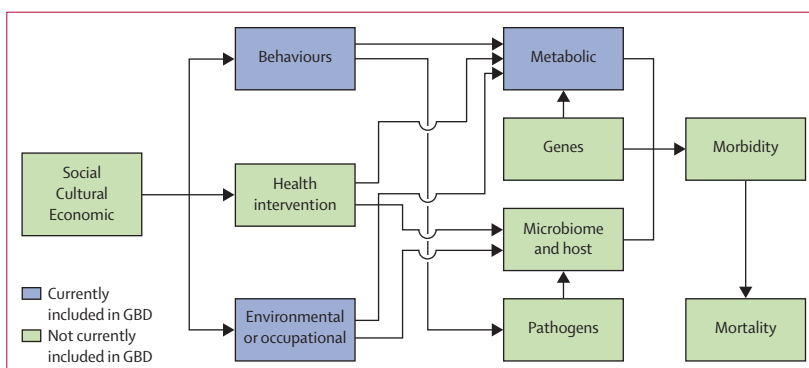 Behaviours
Metabolic
Social
Cultural
Economic
Health
intervention
Genes
Morbidity
Microbiome
and host
Environmental
or occupational
Pathogens
Mortality
Currently
included in GBD
Not currently
included in GBD